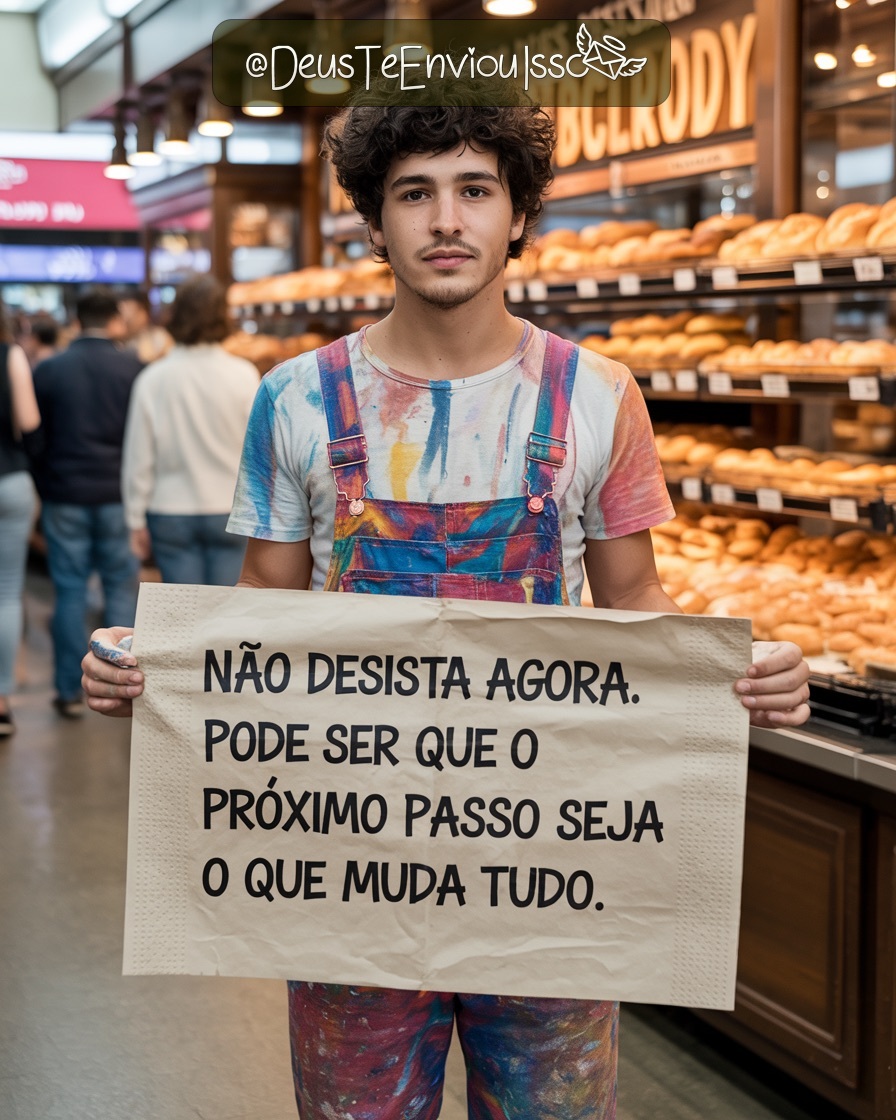 @DeusTeEnviouIsso
NÃO DESISTA AGORA.
PODE SER QUE O
PRÓXIMO PASSO SEJA
O QUE MUDA TUDO.